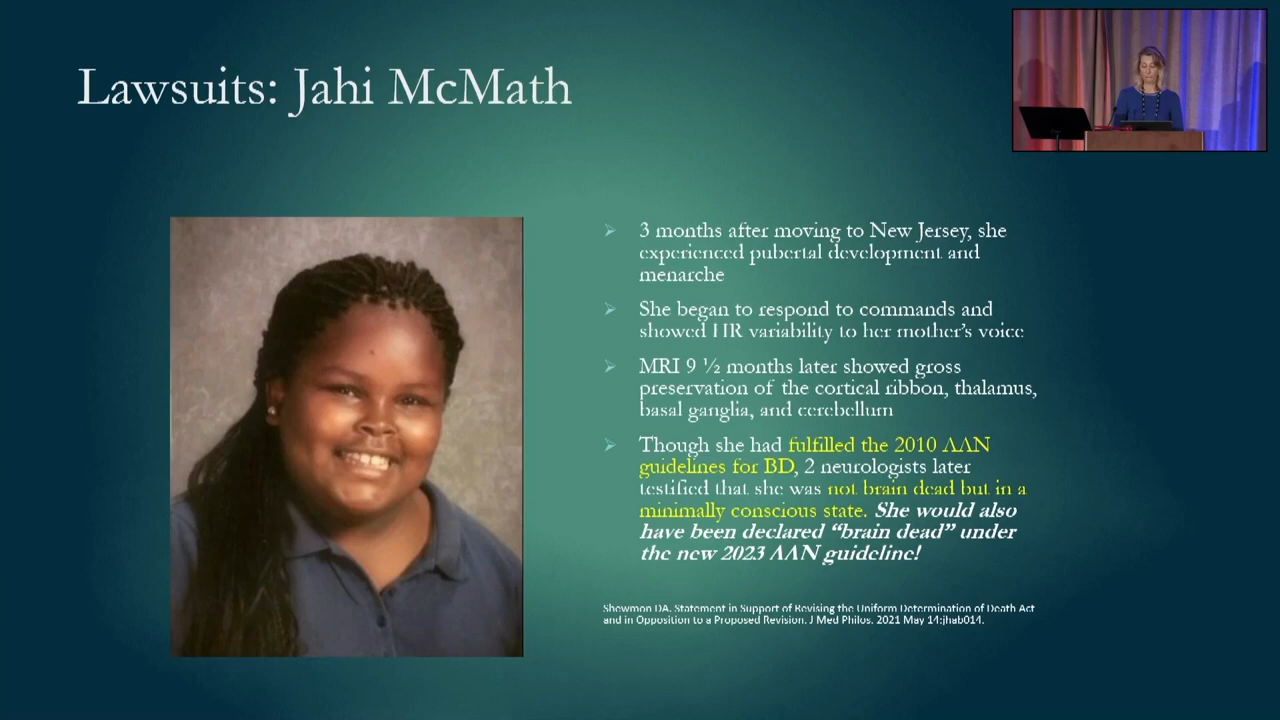 Lawsuits: Jahi McMath
3 months after moving to New Jersey, she
experienced pubertal development and
menarche
She began to respond to commands and
showed HR variability to her mother's voice
MRI 9 ½ months later showed gross
preservation of the cortical ribbon, thalamus,
basal ganglia, and cerebellum
Though she had fulfilled the 2010 AAN
guidelines for BD, 2 neurologists later
testified that she was not brain dead but in a
minimally conscious state. She would also
have been declared “brain dead” under
the new 2023 AAN guideline!
Shewmon DA. Statement in Support of Revising the Uniform Determination of Death Act
and in Opposition to a Proposed Revision. J Med Philos. 2021 May 14:jhab014.